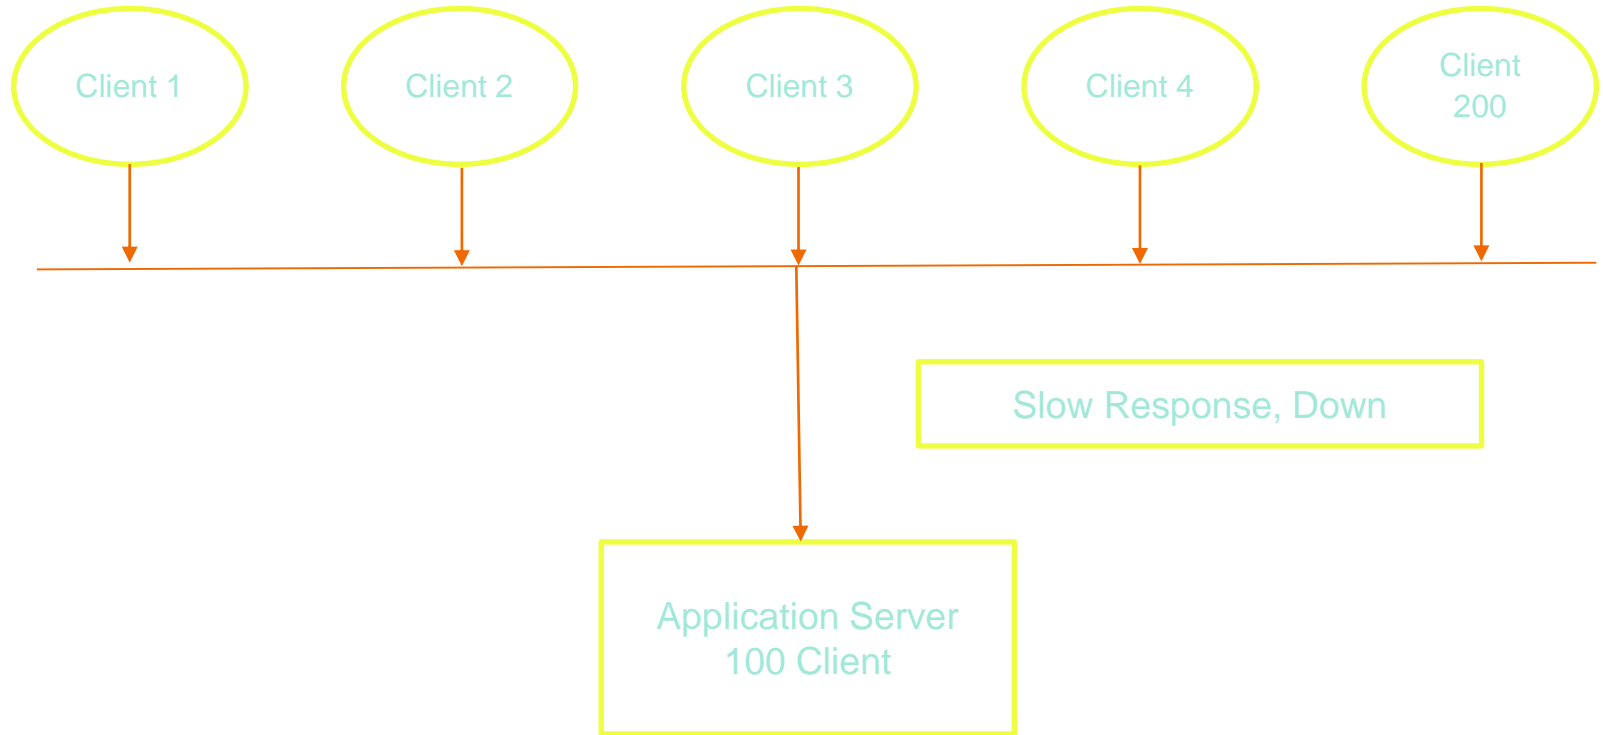 Client 1
Client 2
Client 3
Client 4
Client
200
Slow Response, Down
Application Server
100 Client